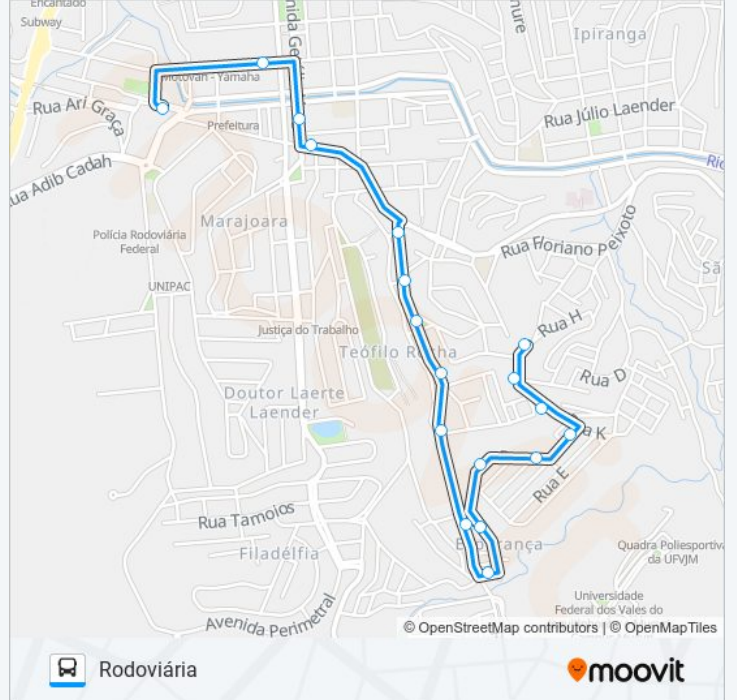 Encantado
Subway
Ipiranga
Motovan - Yamaha
Rua Ari Graça
Prefeitura
Rua Júlio Laender
Rua Adib Cadah
Marajoara
Polícia Rodoviária
Federal
Rua Floriano Peixoto
UNIPAC
Justiça do Trabalho
Rua H
Teófilo Rocha
Rua D
Doutor Laerte
Laender
Rua E
Rua Tamoios
Filadélfia
Esperança
Quadra Poliesportiva
da UFVJM
Universidade
Federal dos Vales do
Avenida Perimetral
© OpenStreetMap contributors | © OpenMapTiles
Rodoviária
moovit